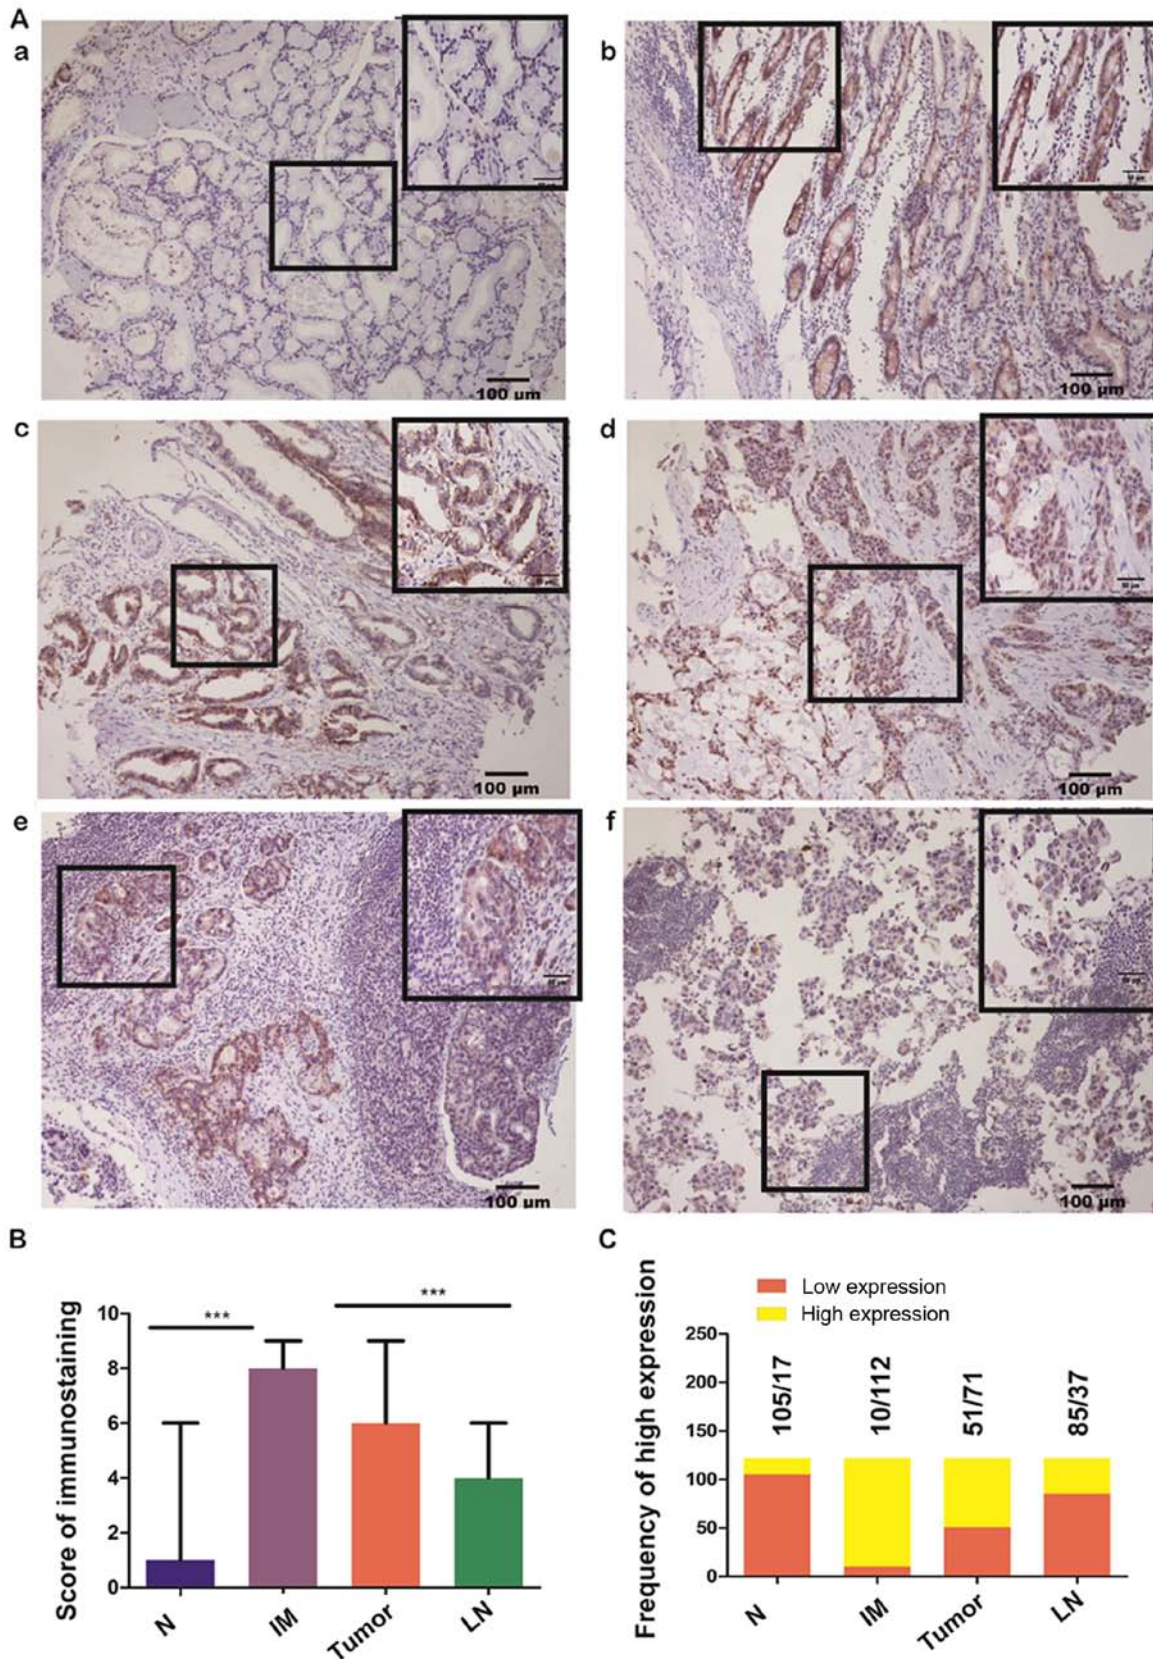 A
a
b
100 µm
100 µm
c
d
100 µm
100 µm
e
f
100 µm
100 µm
B
C
Score of immunostaining
10
8
6
4
2
0
***
***
N
IM
Tumor
LN
Frequency of high expression
Low expression
High expression
250
200
150
100
50
0
105/17
10/112
51/71
85/37
N
IM
Tumor
LN